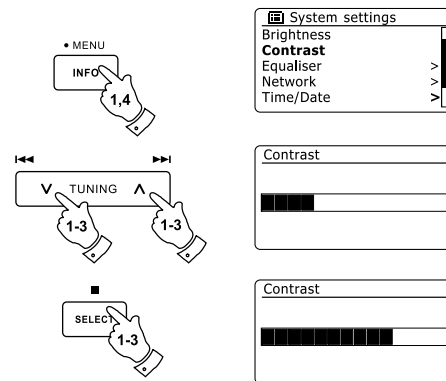 • MENU
INFO
1,4
TUNING
1-3
1-3
SELECT
1-3
System settings
Brightness
Contrast
Equaliser >
Network >
Time/Date >
Contrast
Contrast